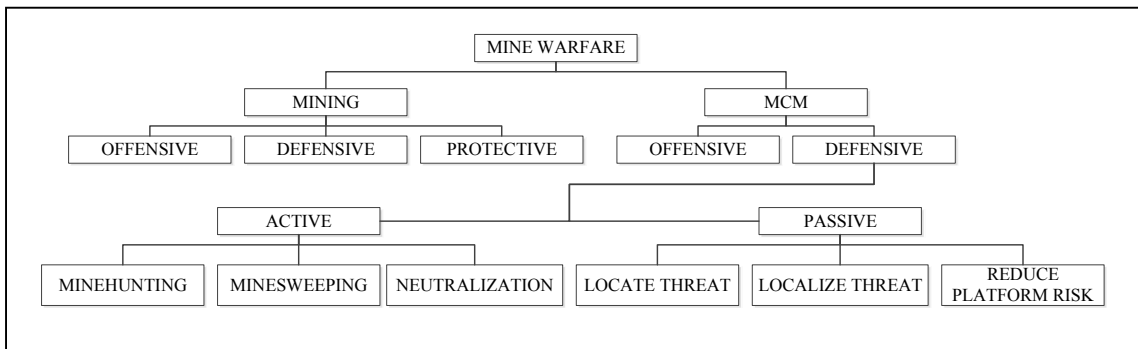 MINE WARFARE
MINING
MCM
OFFENSIVE
DEFENSIVE
PROTECTIVE
OFFENSIVE
DEFENSIVE
ACTIVE
PASSIVE
MINEHUNTING
MINESWEEPING
NEUTRALIZATION
LOCATE THREAT
LOCALIZE THREAT
REDUCE
PLATFORM RISK